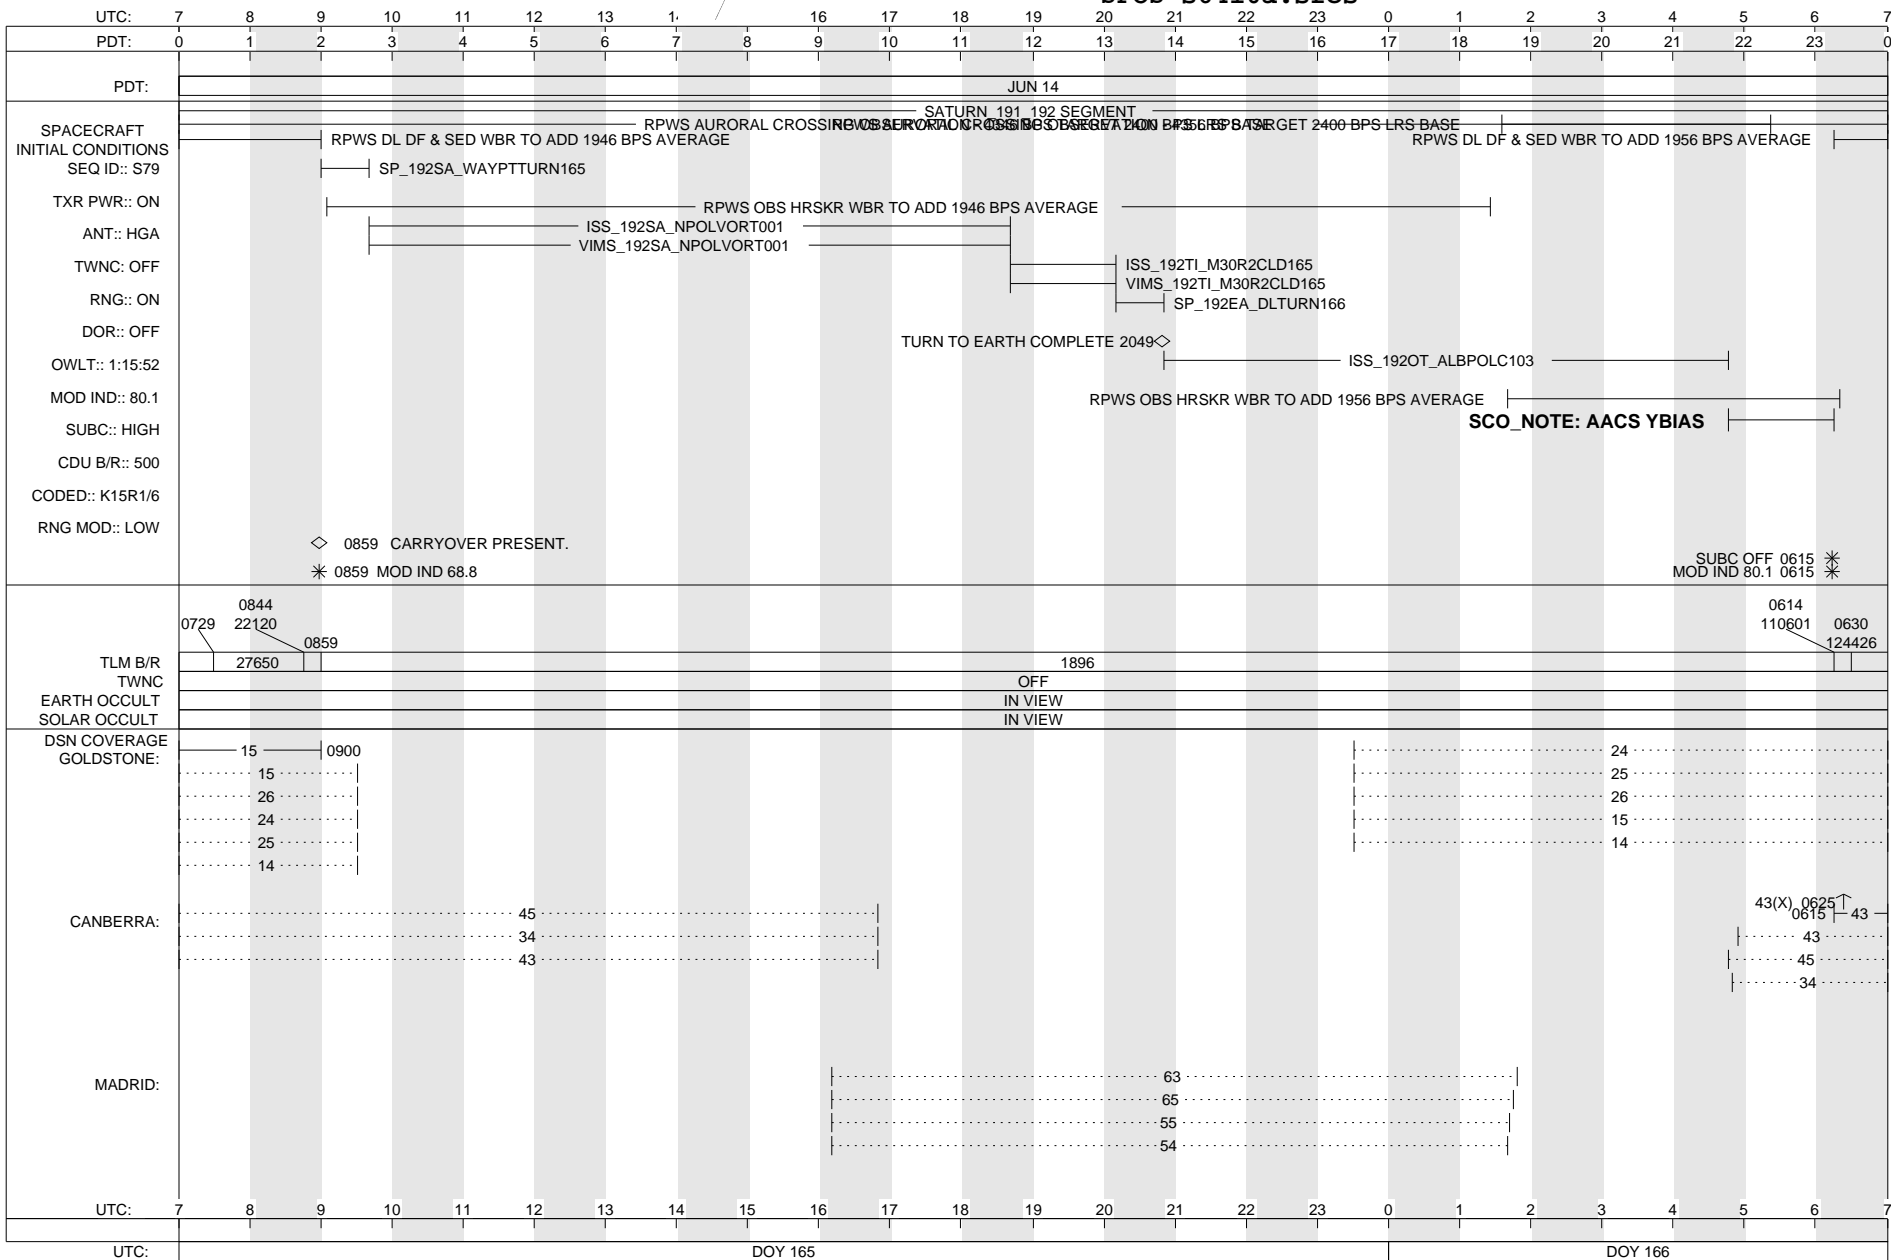 UTC: 7 8 9 10 11 12 13 16 17 18 19 20 21 22 23 0 1 2 3 4 5 6 7
PDT: 0 1 2 3 4 5 6 7 8 9 10 11 12 13 14 15 16 17 18 19 20 21 22 23 0
PDT: JUN 14
SATURN_191_192 SEGMENT
RPWS AURORAL CROSSING
TARGET 2400 BPS LRS BASE
SPACECRAFT
INITIAL CONDITIONS
RPWS DL DF & SED WBR TO ADD 1946 BPS AVERAGE
RPWS DL DF & SED WBR TO ADD 1956 BPS AVERAGE
SEQ ID:: S79
SP_192SA_WAYPTTURN165
TXR PWR:: ON
RPWS OBS HRSKR WBR TO ADD 1946 BPS AVERAGE
ANT:: HGA
ISS_192SA_NPOLVORT001
VIMS_192SA_NPOLVORT001
TWNC: OFF
ISS_192TI_M30R2CLD165
VIMS_192TI_M30R2CLD165
RNG:: ON
SP_192EA_DLTURN166
DOR:: OFF
TURN TO EARTH COMPLETE 2049
OWLT:: 1:15:52
ISS_192OT_ALBPOLC103
MOD IND:: 80.1
RPWS OBS HRSKR WBR TO ADD 1956 BPS AVERAGE
SCO_NOTE: AACS YBIAS
SUBC:: HIGH
CDU B/R:: 500
CODED:: K15R1/6
RNG MOD:: LOW
0859 CARRYOVER PRESENT.
SUBC OFF 0615
0859 MOD IND 68.8
MOD IND 80.1 0615
0844
0614
0729 22120
110601 0630
0859
124426
TLM B/R 27650 1896
TWNC OFF
EARTH OCCULT IN VIEW
SOLAR OCCULT IN VIEW
DSN COVERAGE
GOLDSTONE:
15 0900 24
15 25
26 26
24 15
25 14
14
43(X) 0625
CANBERRA:
45 0615 43
34 43
43 45
34
MADRID:
63
65
55
54
UTC: 7 8 9 10 11 12 13 14 15 16 17 18 19 20 21 22 23 0 1 2 3 4 5 6 7
UTC: DOY 165 DOY 166